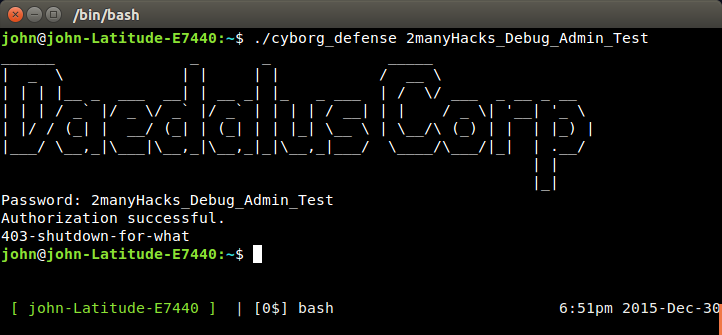 /bin/bash
john@john-Latitude-E7440:~$ ./cyborg_defense 2manyHacks_Debug_Admin_Test
DaedalusCorp
Password: 2manyHacks_Debug_Admin_Test
Authorization successful.
403-shutdown-for-what
john@john-Latitude-E7440:~$
[ john-Latitude-E7440 ] | [0$] bash 6:51pm 2015-Dec-30